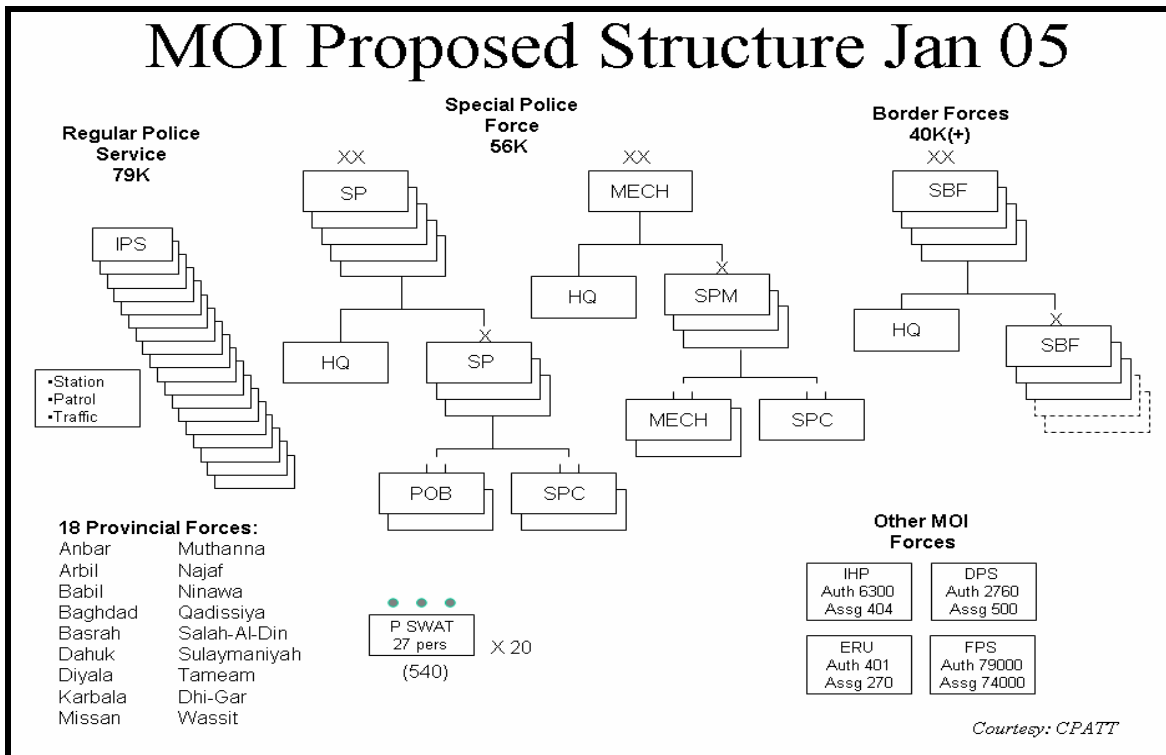 MOI Proposed Structure Jan 05
Regular Police
Service
79K
IPS
▪Station
▪Patrol
▪Traffic
Special Police
Force
56K
XX
SP
HQ
X
SP
POB
SPC
XX
MECH
HQ
X
SPM
MECH
SPC
Border Forces
40K(+)
XX
SBF
HQ
X
SBF
18 Provincial Forces:
Anbar Muthanna
Arbil Najaf
Babil Ninawa
Baghdad Qadissiya
Basrah Salah-Al-Din
Dahuk Sulaymaniyah
Diyala Tameam
Karbala Dhi-Gar
Missan Wassit
P SWAT
27 pers
X 20
(540)
Other MOI
Forces
IHP
Auth 6300
Assg 404
DPS
Auth 2760
Assg 500
ERU
Auth 401
Assg 270
FPS
Auth 79000
Assg 74000
Courtesy: CPATT